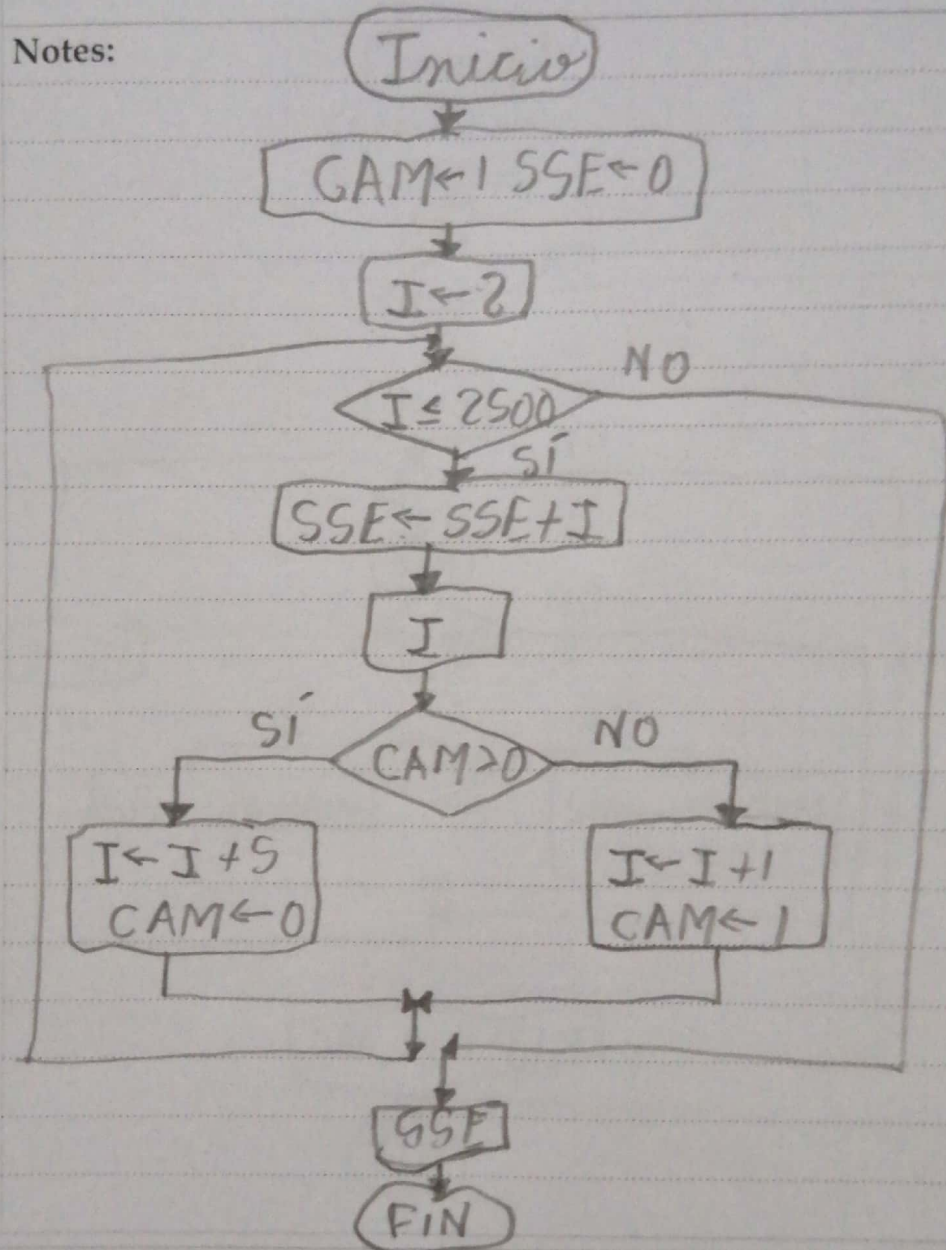 Notes:
Inicio
CAM←1 SSE←0
I←2
I≤2500
NO
SÍ
SSE←SSE+I
I
SÍ
CAM>0
NO
I←I+5
CAM←0
I←I+1
CAM←1
SSE
FIN